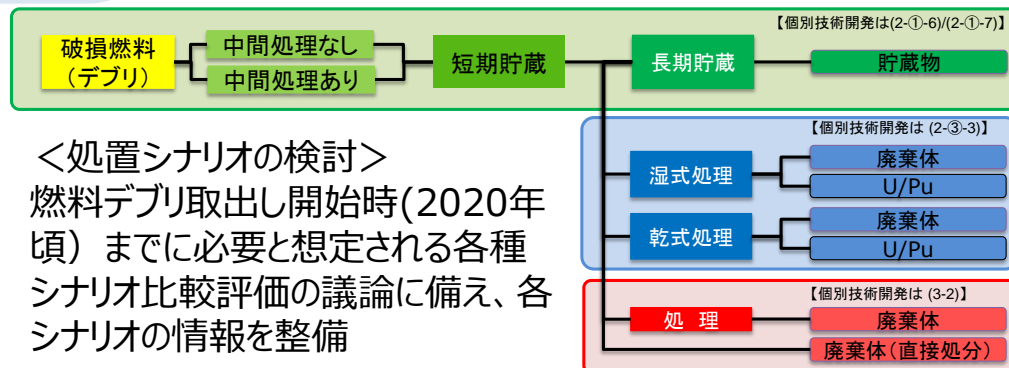 【個別技術開発は(2-①-6)/(2-①-7)】
破損燃料
(デブリ)
中間処理なし
中間処理あり
短期貯蔵
長期貯蔵
貯蔵物
【個別技術開発は (2-③-3)】
湿式処理
廃棄体
U/Pu
乾式処理
廃棄体
U/Pu
【個別技術開発は (3-2)】
処 理
廃棄体
廃棄体(直接処分)
<処置シナリオの検討>
燃料デブリ取出し開始時(2020年
頃) までに必要と想定される各種
シナリオ比較評価の議論に備え、各
シナリオの情報を整備